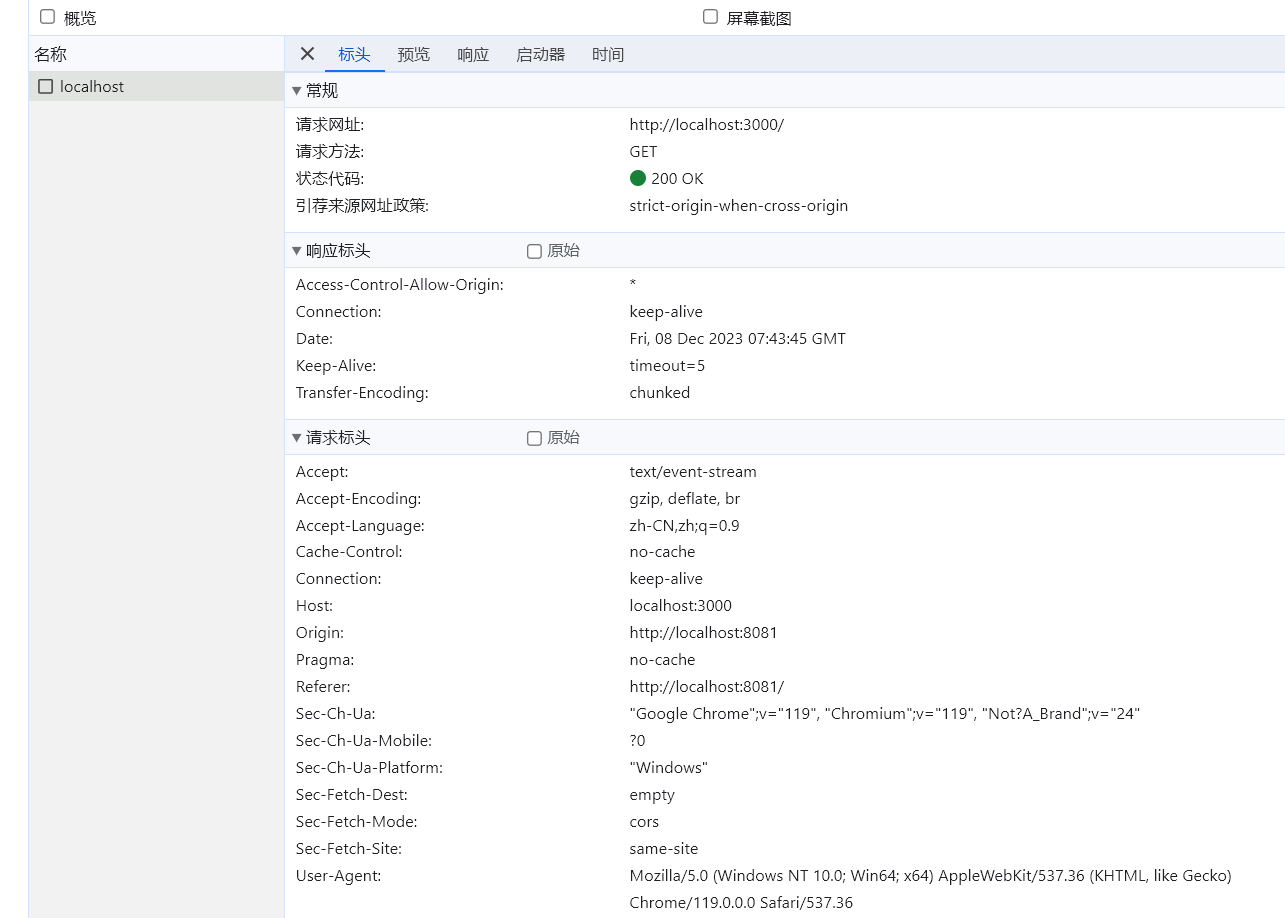 概览
屏幕截图
名称
标头 预览 响应 启动器 时间
localhost
常规
请求网址: http://localhost:3000/
请求方法: GET
状态代码: 200 OK
引荐来源网址政策: strict-origin-when-cross-origin
响应标头 原始
Access-Control-Allow-Origin: *
Connection: keep-alive
Date: Fri, 08 Dec 2023 07:43:45 GMT
Keep-Alive: timeout=5
Transfer-Encoding: chunked
请求标头 原始
Accept: text/event-stream
Accept-Encoding: gzip, deflate, br
Accept-Language: zh-CN,zh;q=0.9
Cache-Control: no-cache
Connection: keep-alive
Host: localhost:3000
Origin: http://localhost:8081
Pragma: no-cache
Referer: http://localhost:8081/
Sec-Ch-Ua: "Google Chrome";v="119", "Chromium";v="119", "Not?A_Brand";v="24"
Sec-Ch-Ua-Mobile: ?0
Sec-Ch-Ua-Platform: "Windows"
Sec-Fetch-Dest: empty
Sec-Fetch-Mode: cors
Sec-Fetch-Site: same-site
User-Agent: Mozilla/5.0 (Windows NT 10.0; Win64; x64) AppleWebKit/537.36 (KHTML, like Gecko)
Chrome/119.0.0.0 Safari/537.36